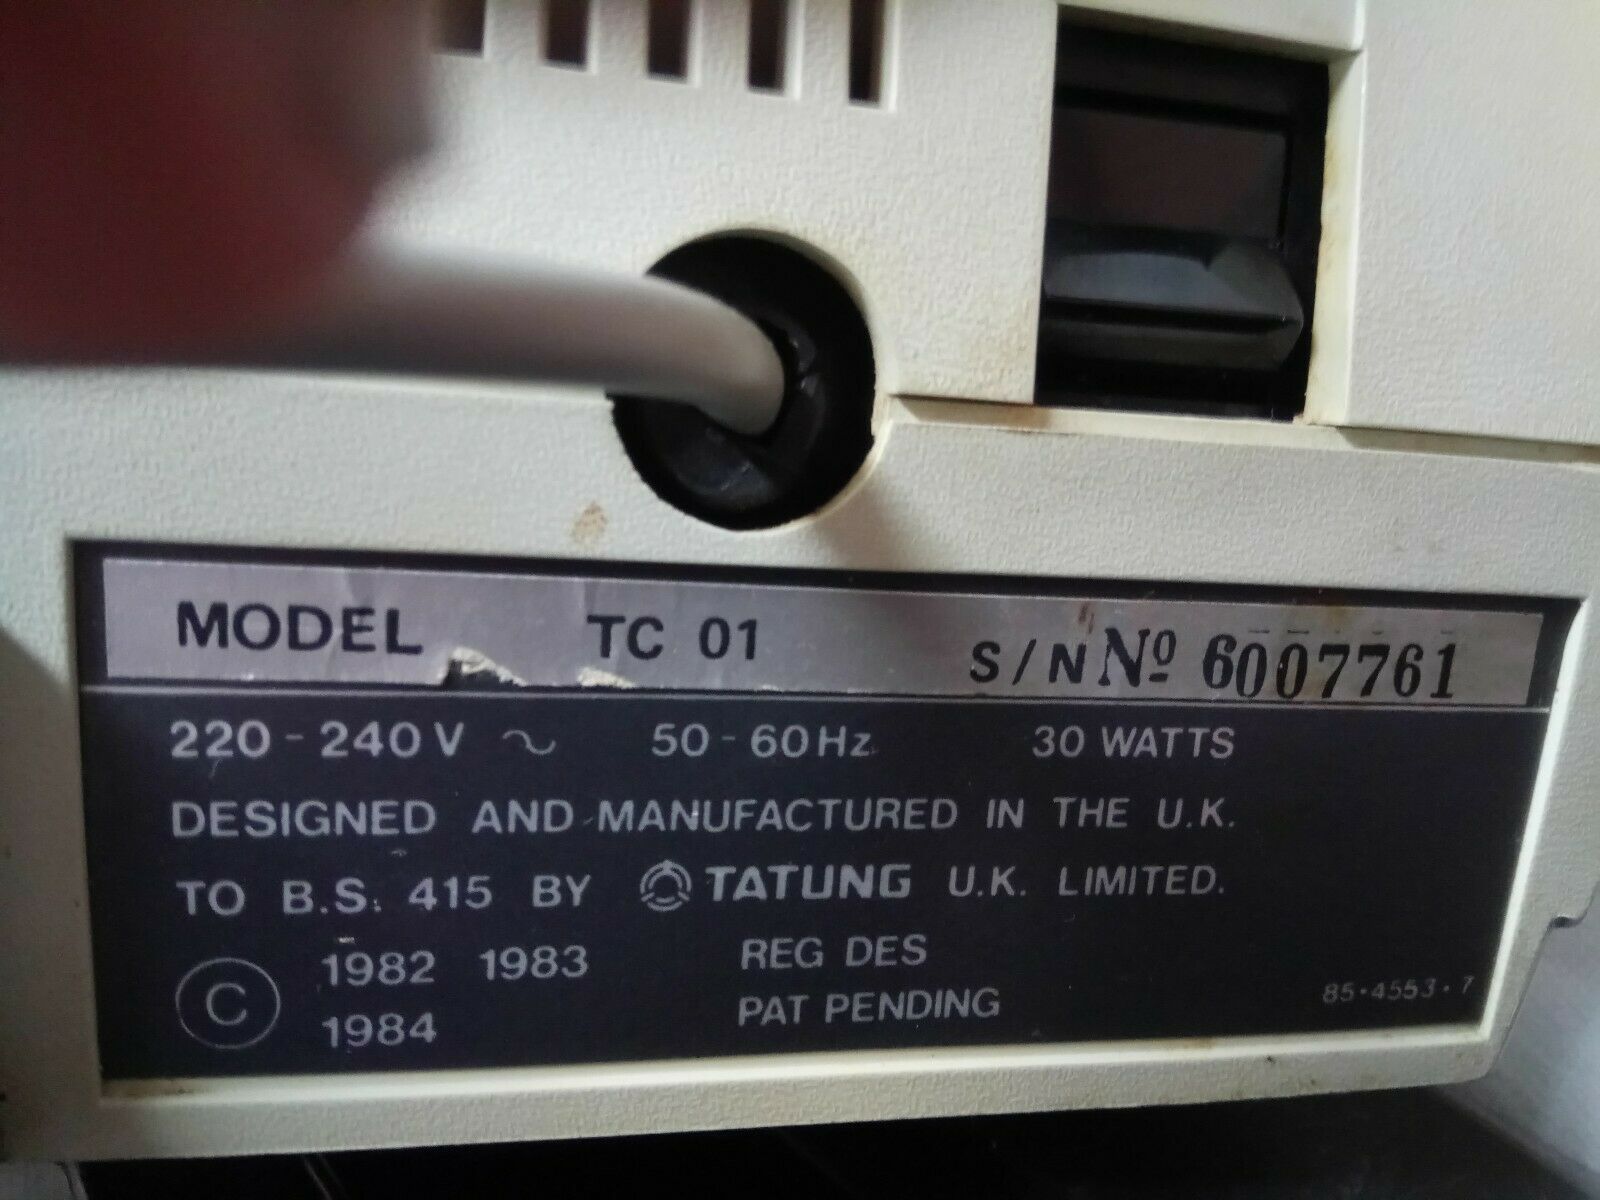 MODEL TC 01 S/N Nº 6007761
220-240V ~ 50-60Hz 30 WATTS
DESIGNED AND MANUFACTURED IN THE U.K.
TO B.S. 415 BY TATUNG U.K. LIMITED.
© 1982 1983 REG DES
1984 PAT PENDING
85·4553·7